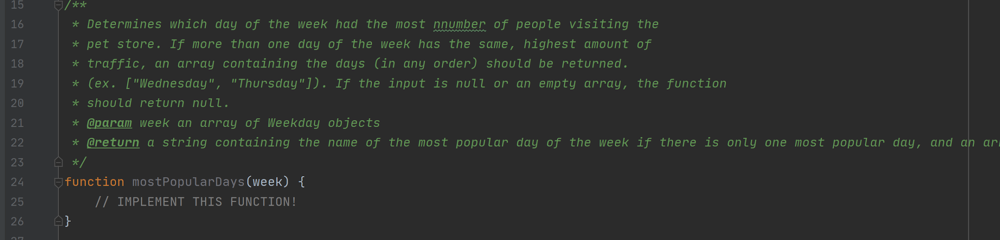 15 /**
16 * Determines which day of the week had the most nnumber of people visiting the
17 * pet store. If more than one day of the week has the same, highest amount of
18 * traffic, an array containing the days (in any order) should be returned.
19 * (ex. ["Wednesday", "Thursday"]). If the input is null or an empty array, the function
20 * should return null.
21 * @param week an array of Weekday objects
22 * @return a string containing the name of the most popular day of the week if there is only one most popular day, and an
23 */
24 function mostPopularDays(week) {
25 // IMPLEMENT THIS FUNCTION!
26 }